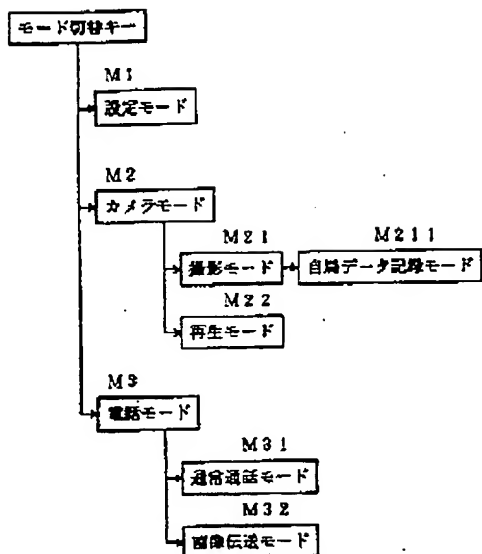 モード切替キー
M1
設定モード
M2
カメラモード
M21
撮影モード
M211
自局データ記録モード
M22
再生モード
M3
電話モード
M31
通常通話モード
M32
画像伝送モード